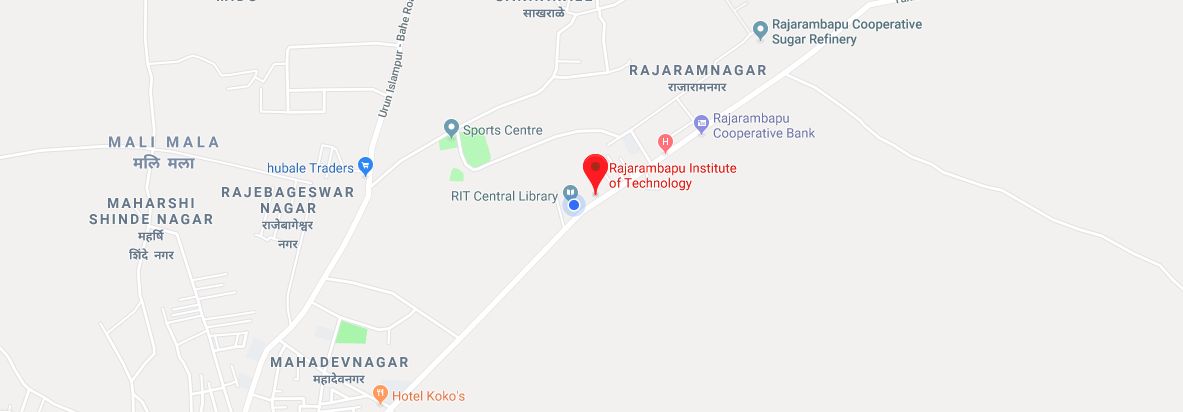 साखराळे
Rajarambapu Cooperative
Sugar Refinery
RAJARAMNAGAR
राजारामनगर
Urun Islampur - Bahe Ro
Rajarambapu
Cooperative Bank
Sports Centre
H
MALI MALA
मलि मला
hubale Traders
Rajarambapu Institute
of Technology
RAJEBAGESWAR
NAGAR
राजेबागेश्वर
नगर
RIT Central Library
MAHARSHI
SHINDE NAGAR
महर्षि
शिंदे नगर
MAHADEVNAGAR
महादेवनगर
Hotel Koko's